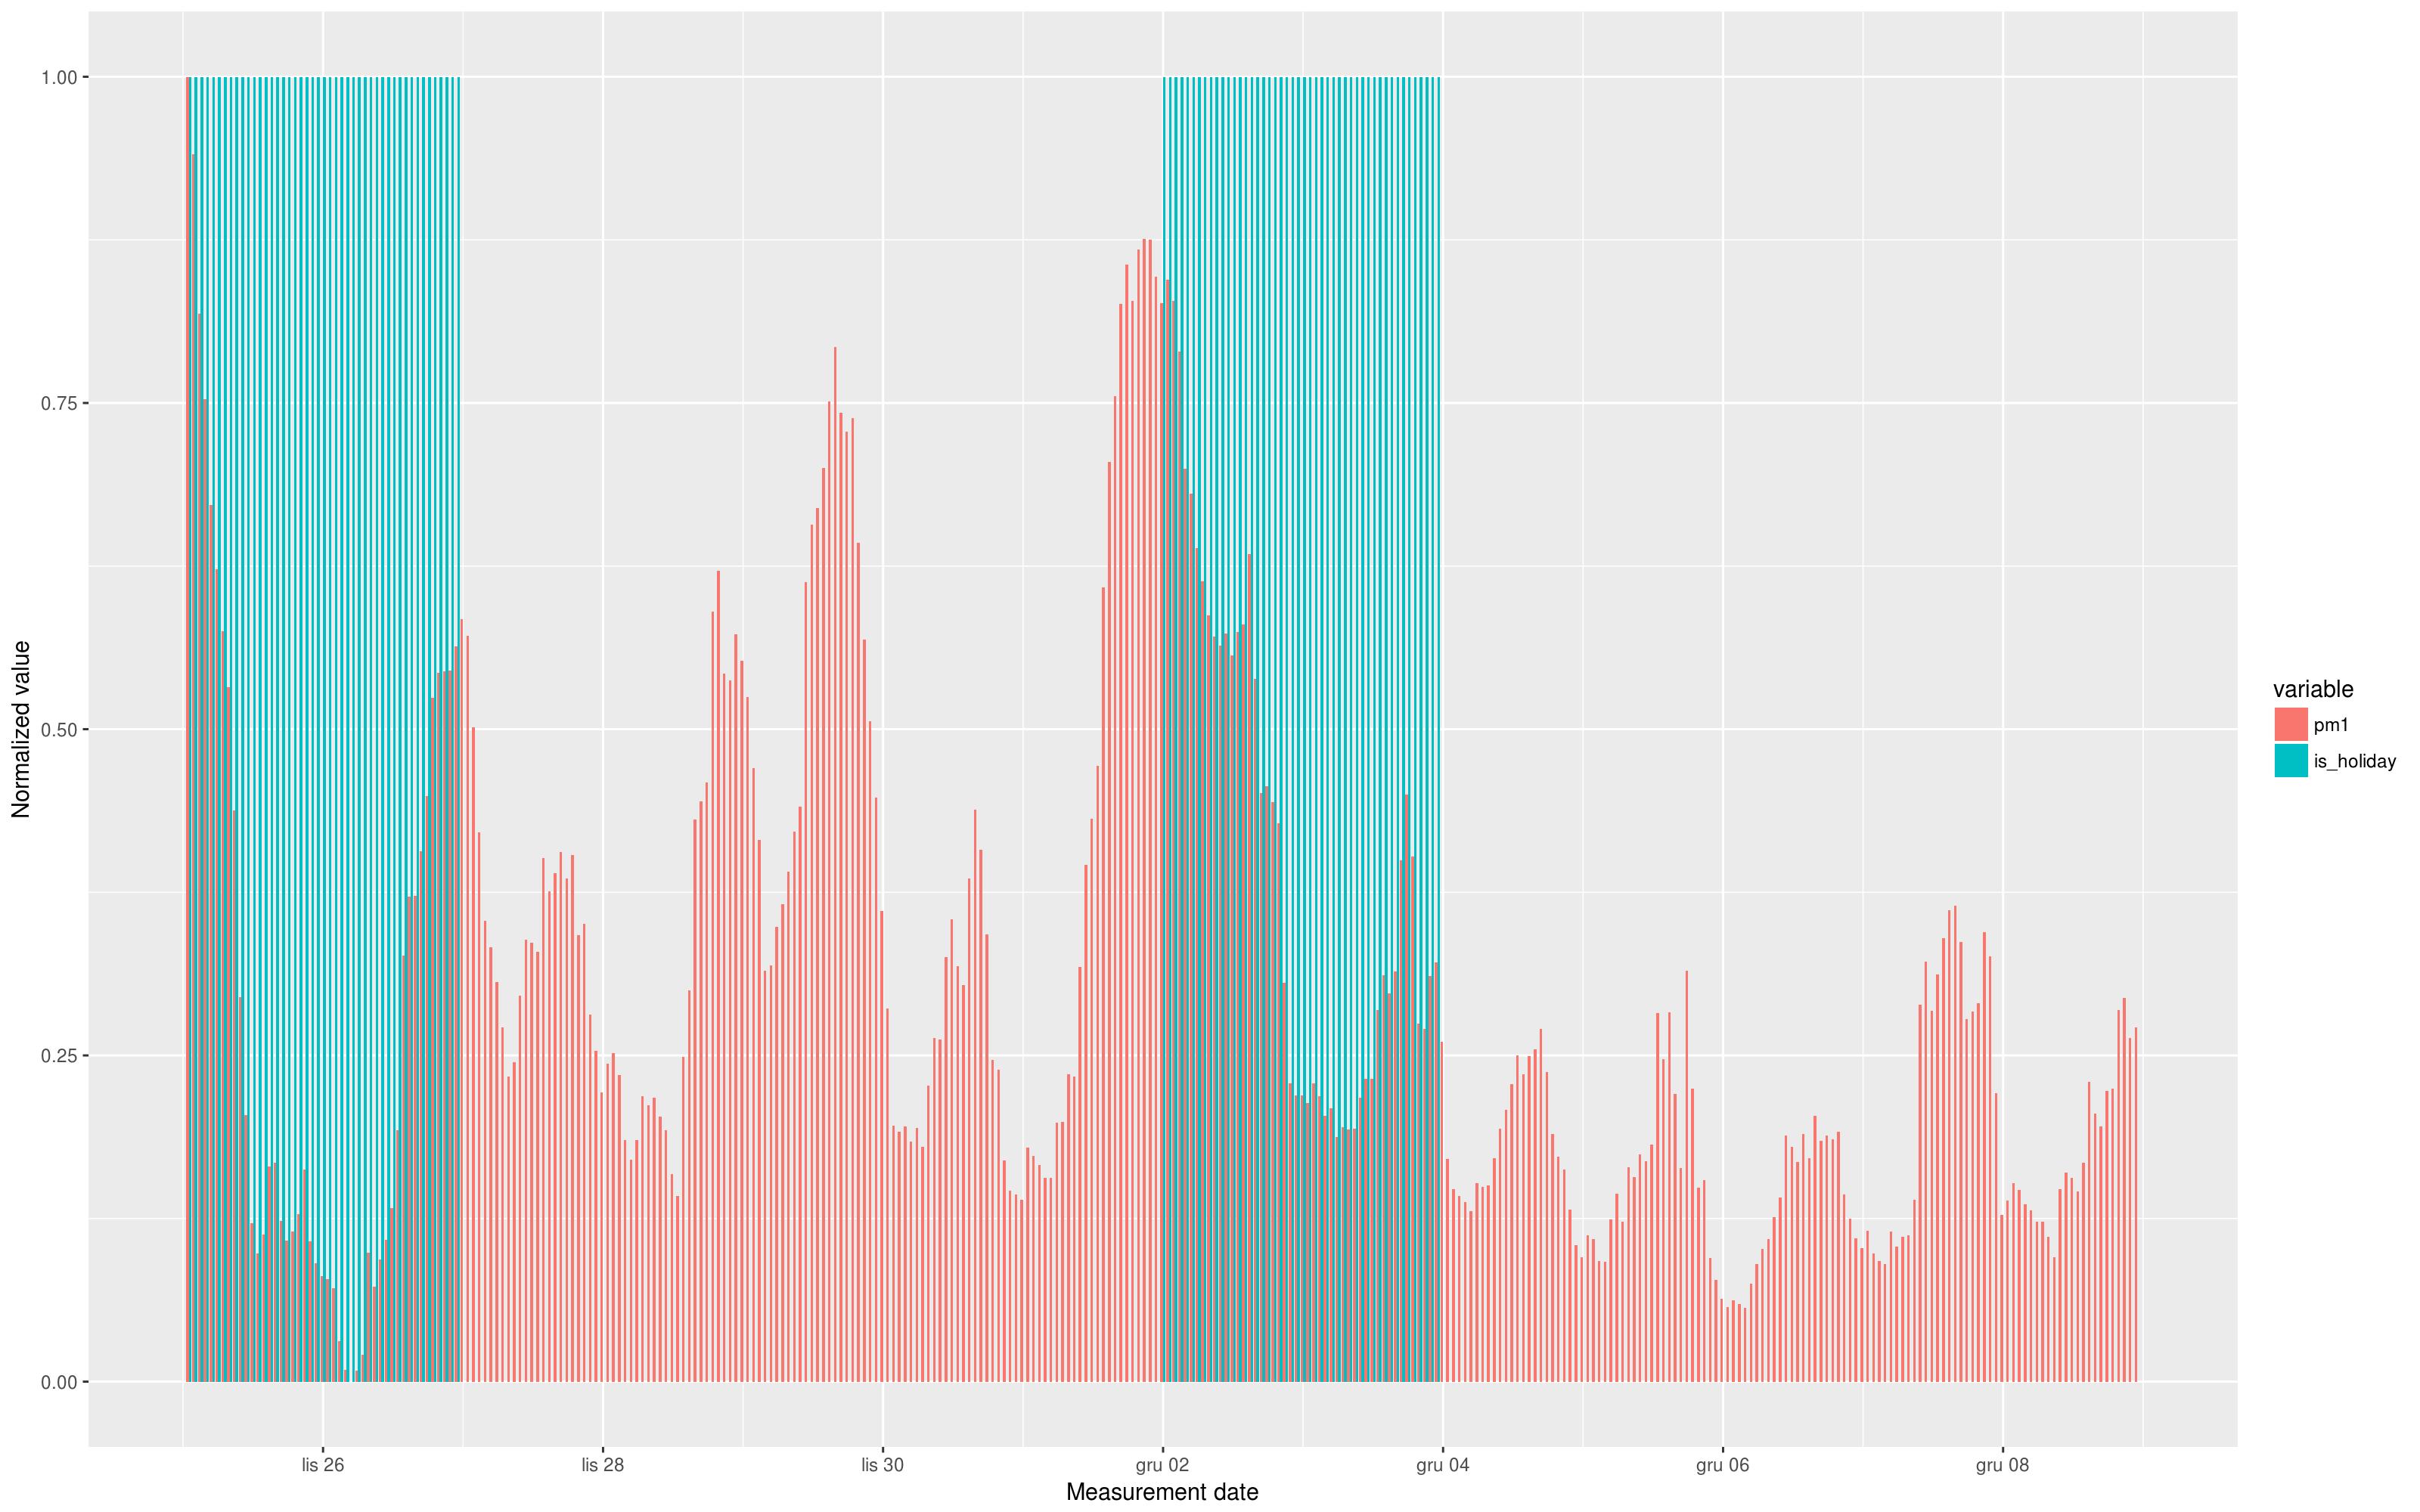 1.00
0.75
0.50
0.25
0.00
Normalized value
lis 26
lis 28
lis 30
gru 02
gru 04
gru 06
gru 08
Measurement date
variable
pm1
is_holiday